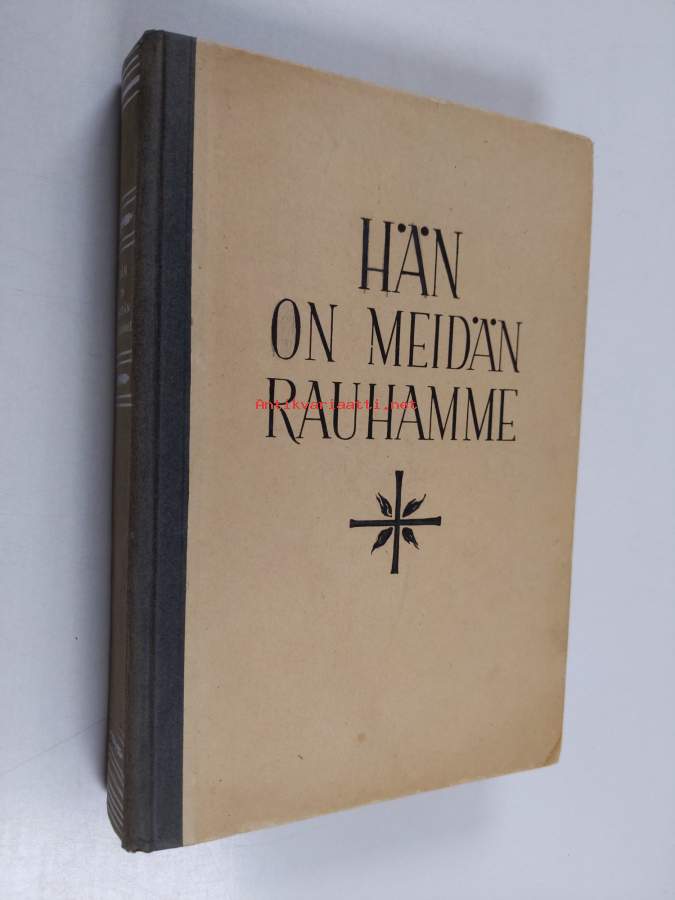 HÄN
ON MEIDÄN
RAUHAMME
Antikvariaatti.net